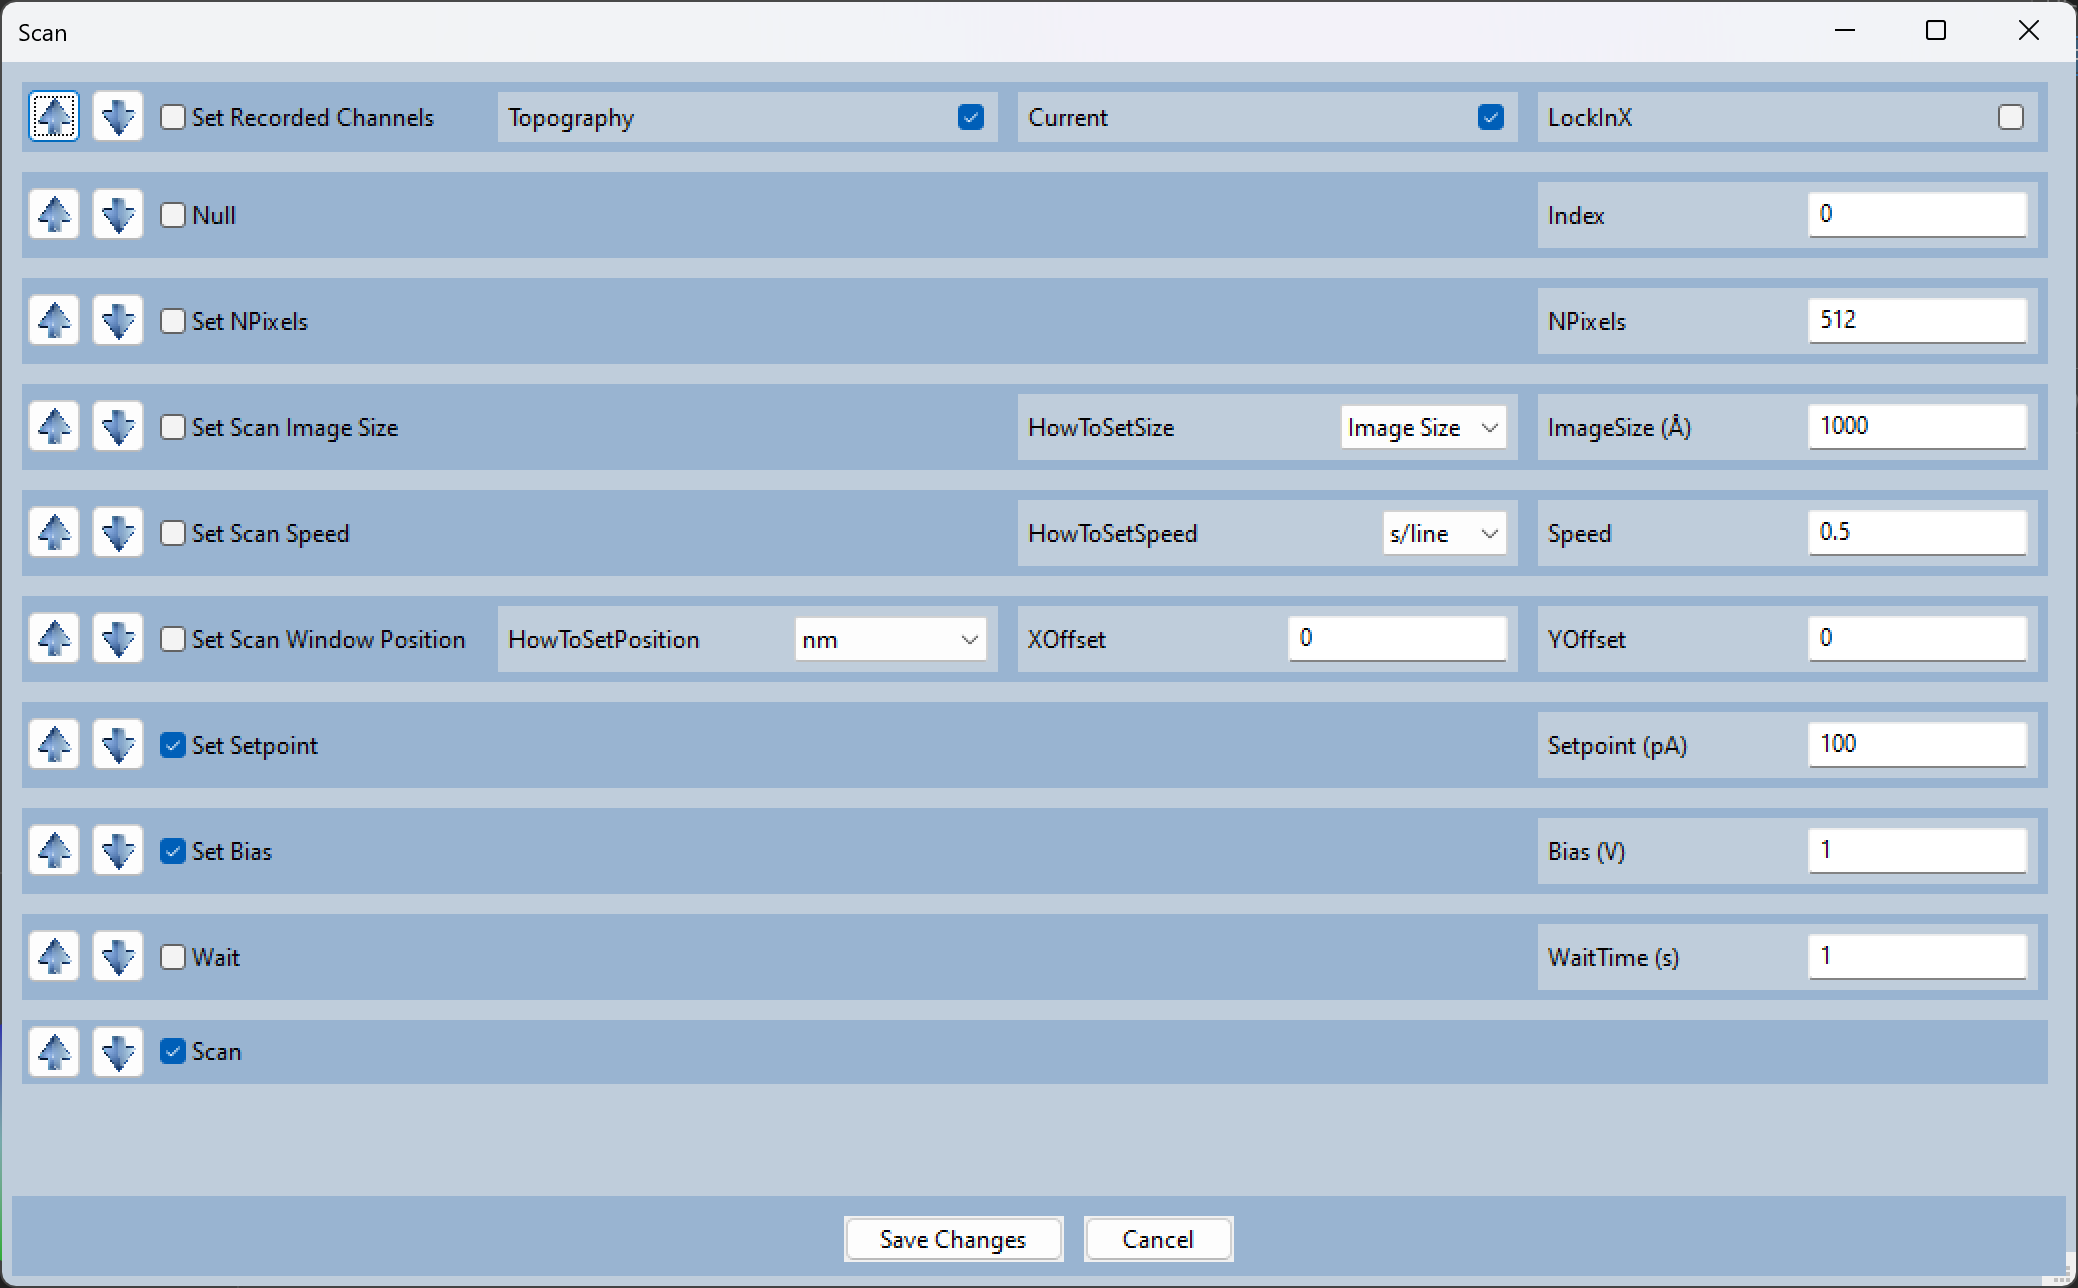 Scan
Set Recorded Channels Topography Current LockInX
Null Index 0
Set NPixels NPixels 512
Set Scan Image Size HowToSetSize Image Size ImageSize (Å) 1000
Set Scan Speed HowToSetSpeed s/line Speed 0.5
Set Scan Window Position HowToSetPosition nm XOffset 0 YOffset 0
Set Setpoint Setpoint (pA) 100
Set Bias Bias (V) 1
Wait WaitTime (s) 1
Scan
Save Changes Cancel